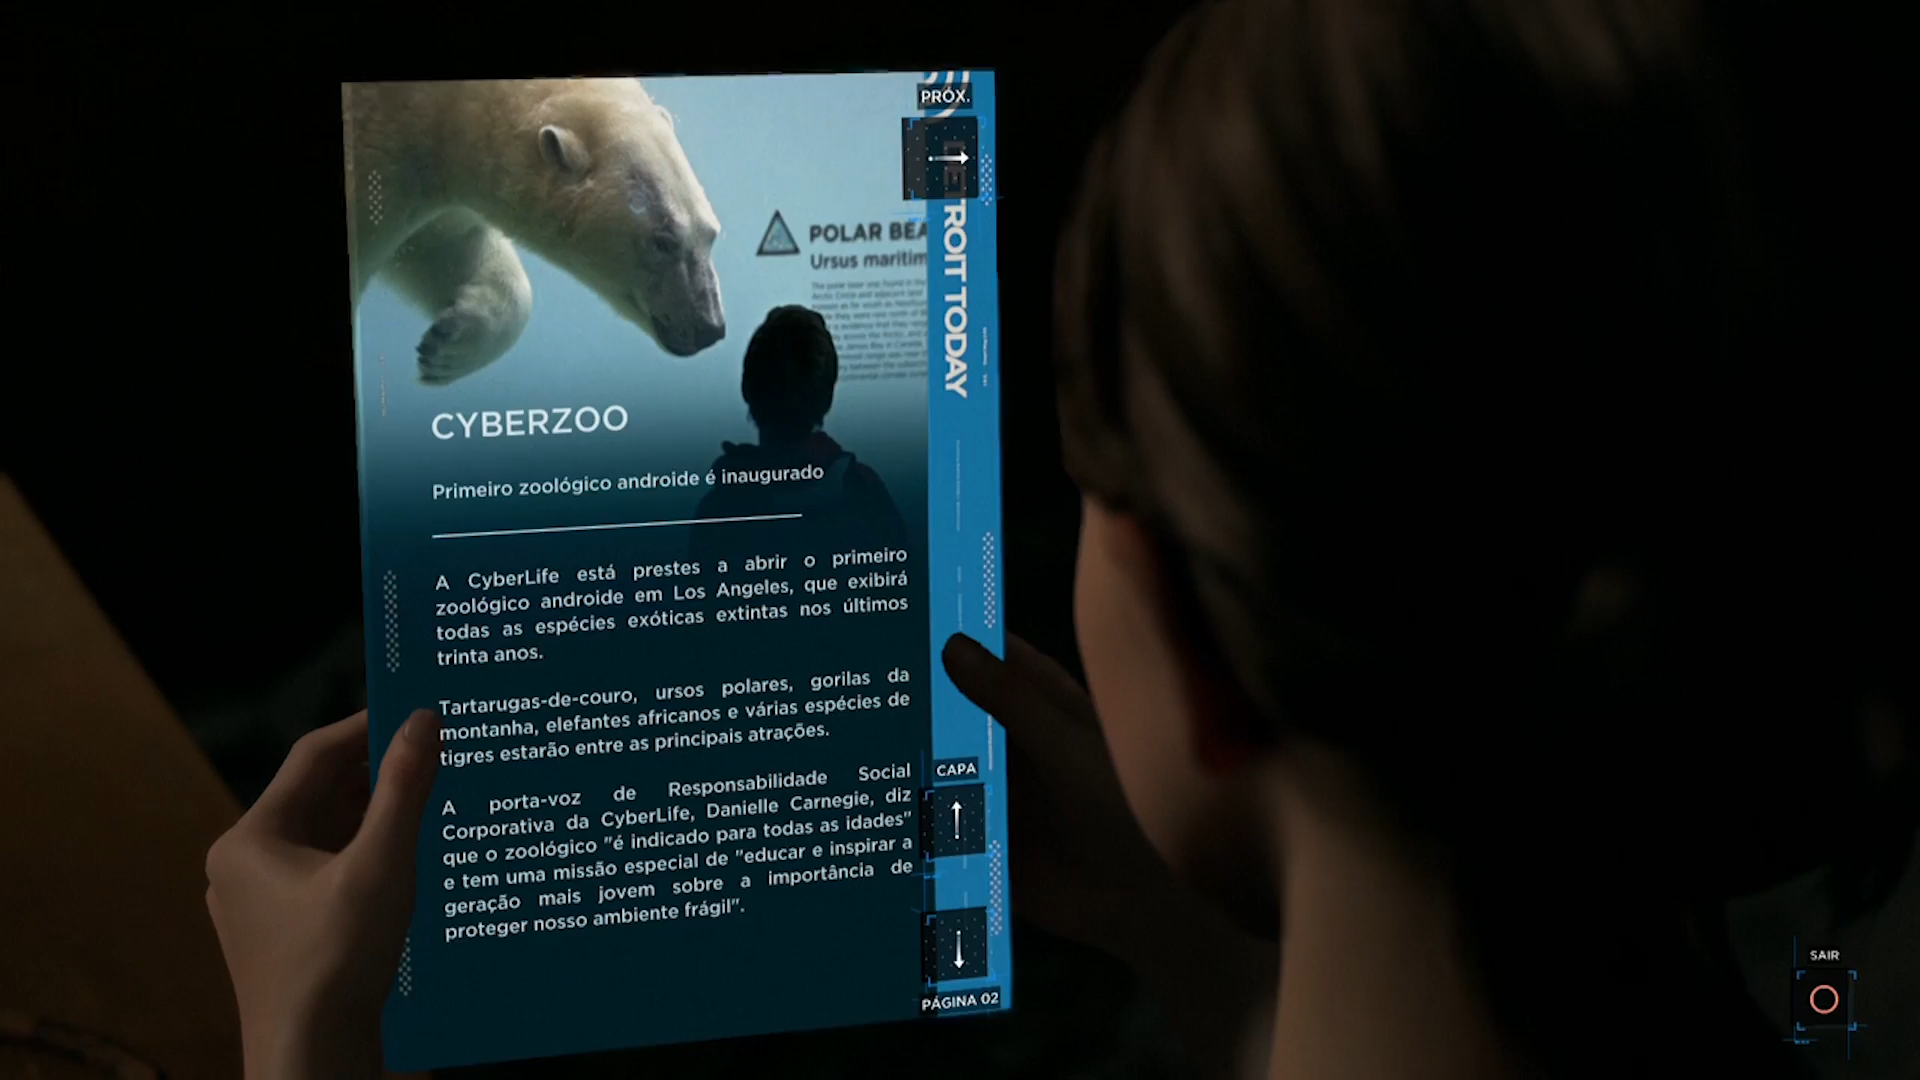 PRÓX.
POLAR BEA
Ursus maritim
TROIT TODAY
CYBERZOO
Primeiro zoológico androide é inaugurado
A CyberLife está prestes a abrir o primeiro
zoológico androide em Los Angeles, que exibirá
todas as espécies exóticas extintas nos últimos
trinta anos.
Tartarugas-de-couro, ursos polares, gorilas da
montanha, elefantes africanos e várias espécies de
tigres estarão entre as principais atrações.
A porta-voz de Responsabilidade Social
Corporativa da CyberLife, Danielle Carnegie, diz
que o zoológico "é indicado para todas as idades"
e tem uma missão especial de "educar e inspirar a
geração mais jovem sobre a importância de
proteger nosso ambiente frágil".
CAPA
PÁGINA 02
SAIR